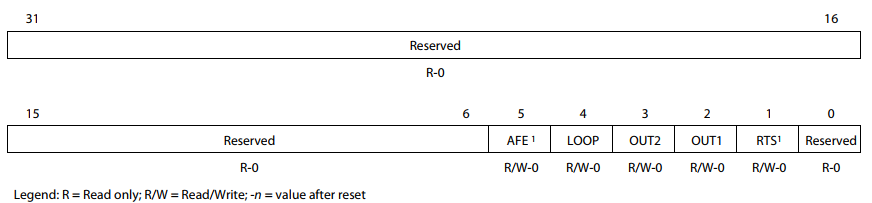 31 16
Reserved
R-0
15 6 5 4 3 2 1 0
Reserved AFE 1 LOOP OUT2 OUT1 RTS1 Reserved
R-0 R/W-0 R/W-0 R/W-0 R/W-0 R/W-0 R-0
Legend: R = Read only; R/W = Read/Write; -n = value after reset